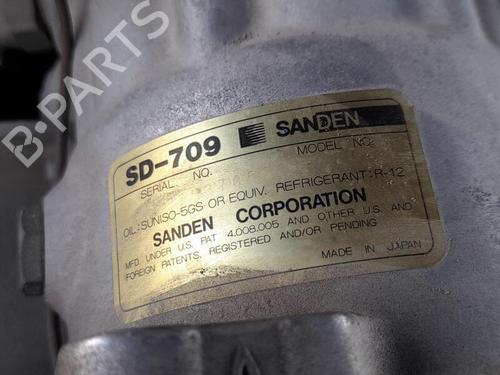 B-PARTS
SD-709 SANDEN
SERIAL NO. MODEL NO.
OIL:SUNISO-5GS OR EQUIV. REFRIGERANT:R-12
SANDEN CORPORATION
MFD. UNDER U.S. PAT 4.008.005 AND OTHER U.S. AND
FOREIGN PATENTS, REGISTERED AND/OR PENDING
MADE IN JAPAN